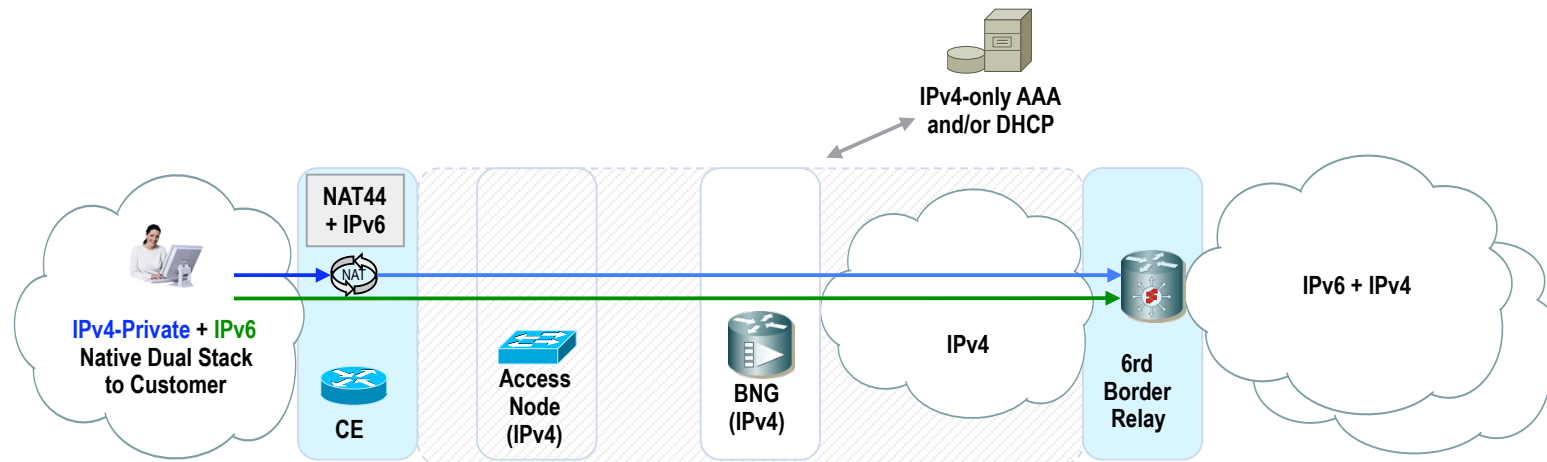 IPv4-only AAA
and/or DHCP
NAT44
+ IPv6
NAT
IPv4-Private + IPv6
Native Dual Stack
to Customer
CE
Access
Node
(IPv4)
BNG
(IPv4)
IPv4
6rd
Border
Relay
IPv6 + IPv4